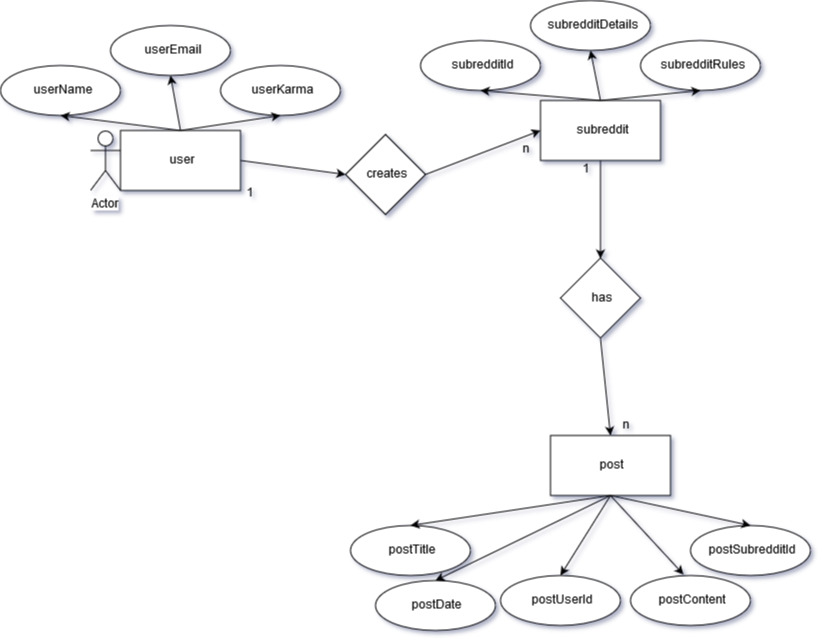 subredditDetails
userEmail
subredditId
subredditRules
userName
userKarma
subreddit
n
user
creates
1
1
Actor
has
n
post
postTitle
postSubredditId
postDate
postUserId
postContent